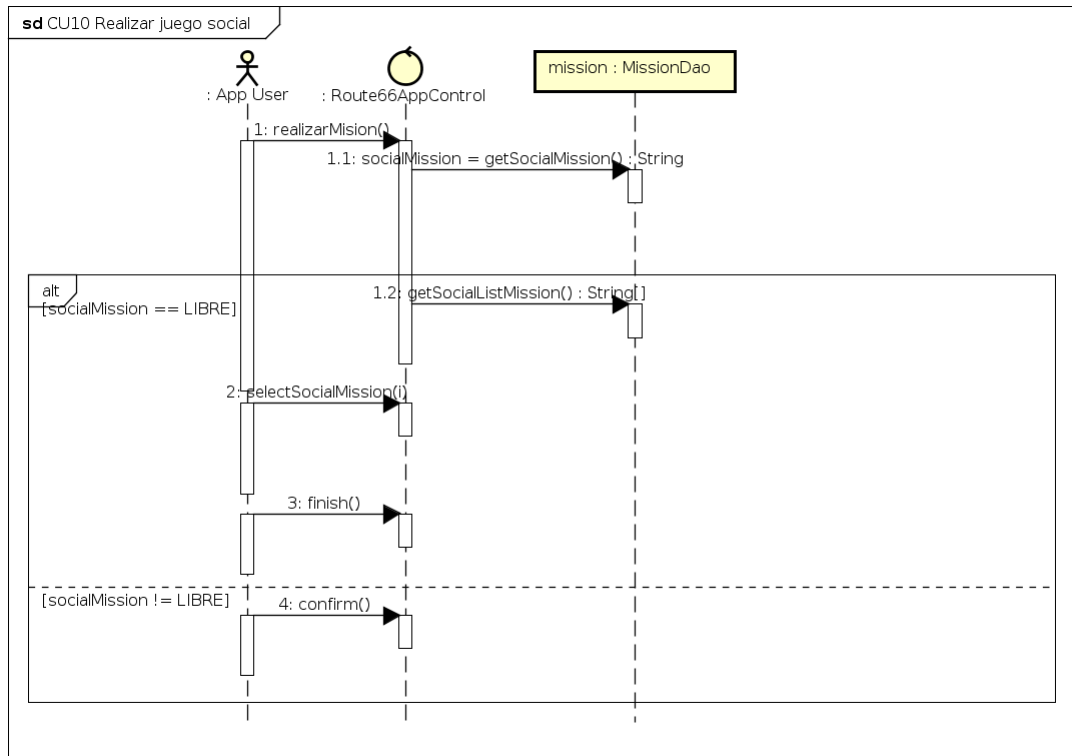 sd CU10 Realizar juego social
: App User
: Route66AppControl
mission : MissionDao
1: realizarMision()
1.1: socialMission = getSocialMission() : String
alt
1.2: getSocialListMission() : String[]
[socialMission == LIBRE]
2: selectSocialMission(i)
3: finish()
[socialMission != LIBRE]
4: confirm()